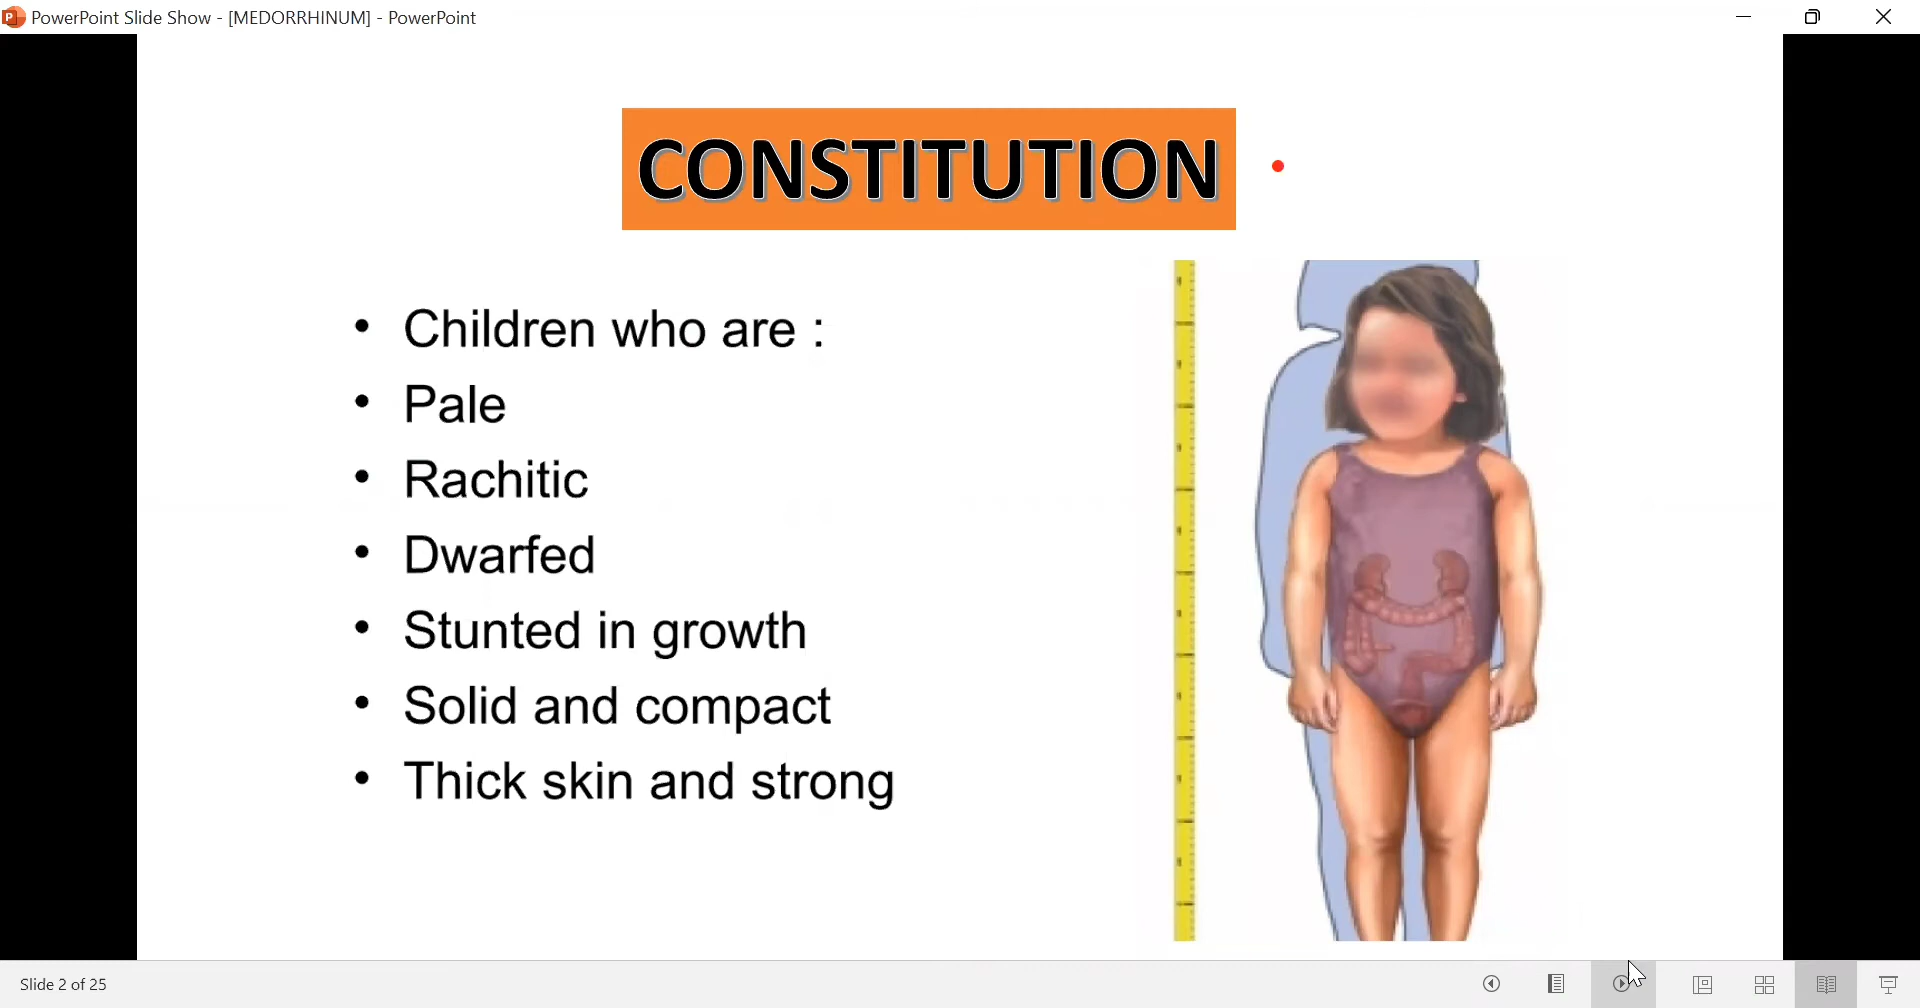 PowerPoint Slide Show - [MEDORRHINUM] - PowerPoint
CONSTITUTION
• Children who are :
• Pale
• Rachitic
• Dwarfed
• Stunted in growth
• Solid and compact
• Thick skin and strong
Slide 2 of 25